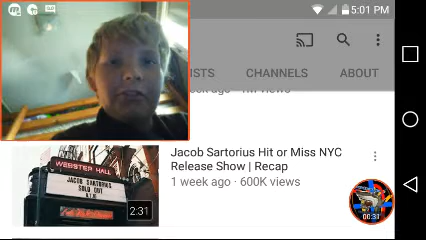 5:01 PM
ISTS CHANNELS ABOUT
Jacob Sartorius Hit or Miss NYC
Release Show | Recap
1 week ago · 600K views
WEBSTER HALL
JACOB SARTORIUS
SOLD OUT
2:31
00:31